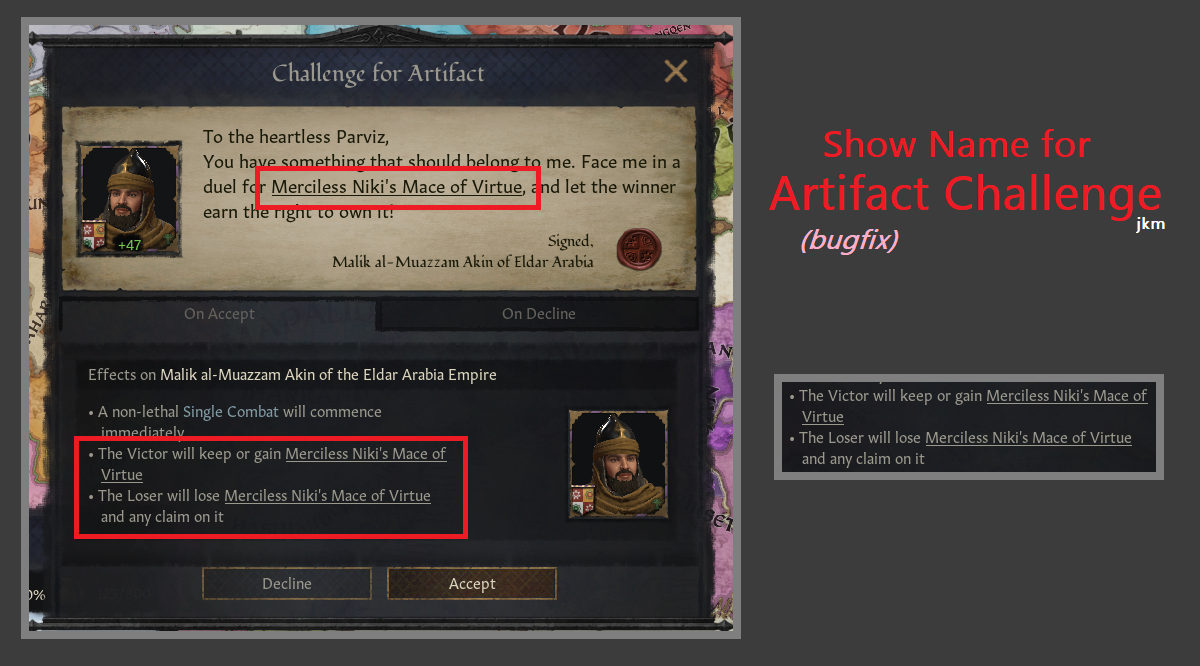 Challenge for Artifact
To the heartless Parviz,
You have something that should belong to me. Face me in a
duel for Merciless Niki's Mace of Virtue, and let the winner
earn the right to own it!
+47
Signed,
Malik al-Muazzam Akin of Eldar Arabia
On Accept
On Decline
Effects on Malik al-Muazzam Akin of the Eldar Arabia Empire
• A non-lethal Single Combat will commence
immediately
• The Victor will keep or gain Merciless Niki's Mace of
Virtue
• The Loser will lose Merciless Niki's Mace of Virtue
and any claim on it
Decline
Accept
0%
Show Name for
Artifact Challenge
jkm
(bugfix)
• The Victor will keep or gain Merciless Niki's Mace of
Virtue
• The Loser will lose Merciless Niki's Mace of Virtue
and any claim on it